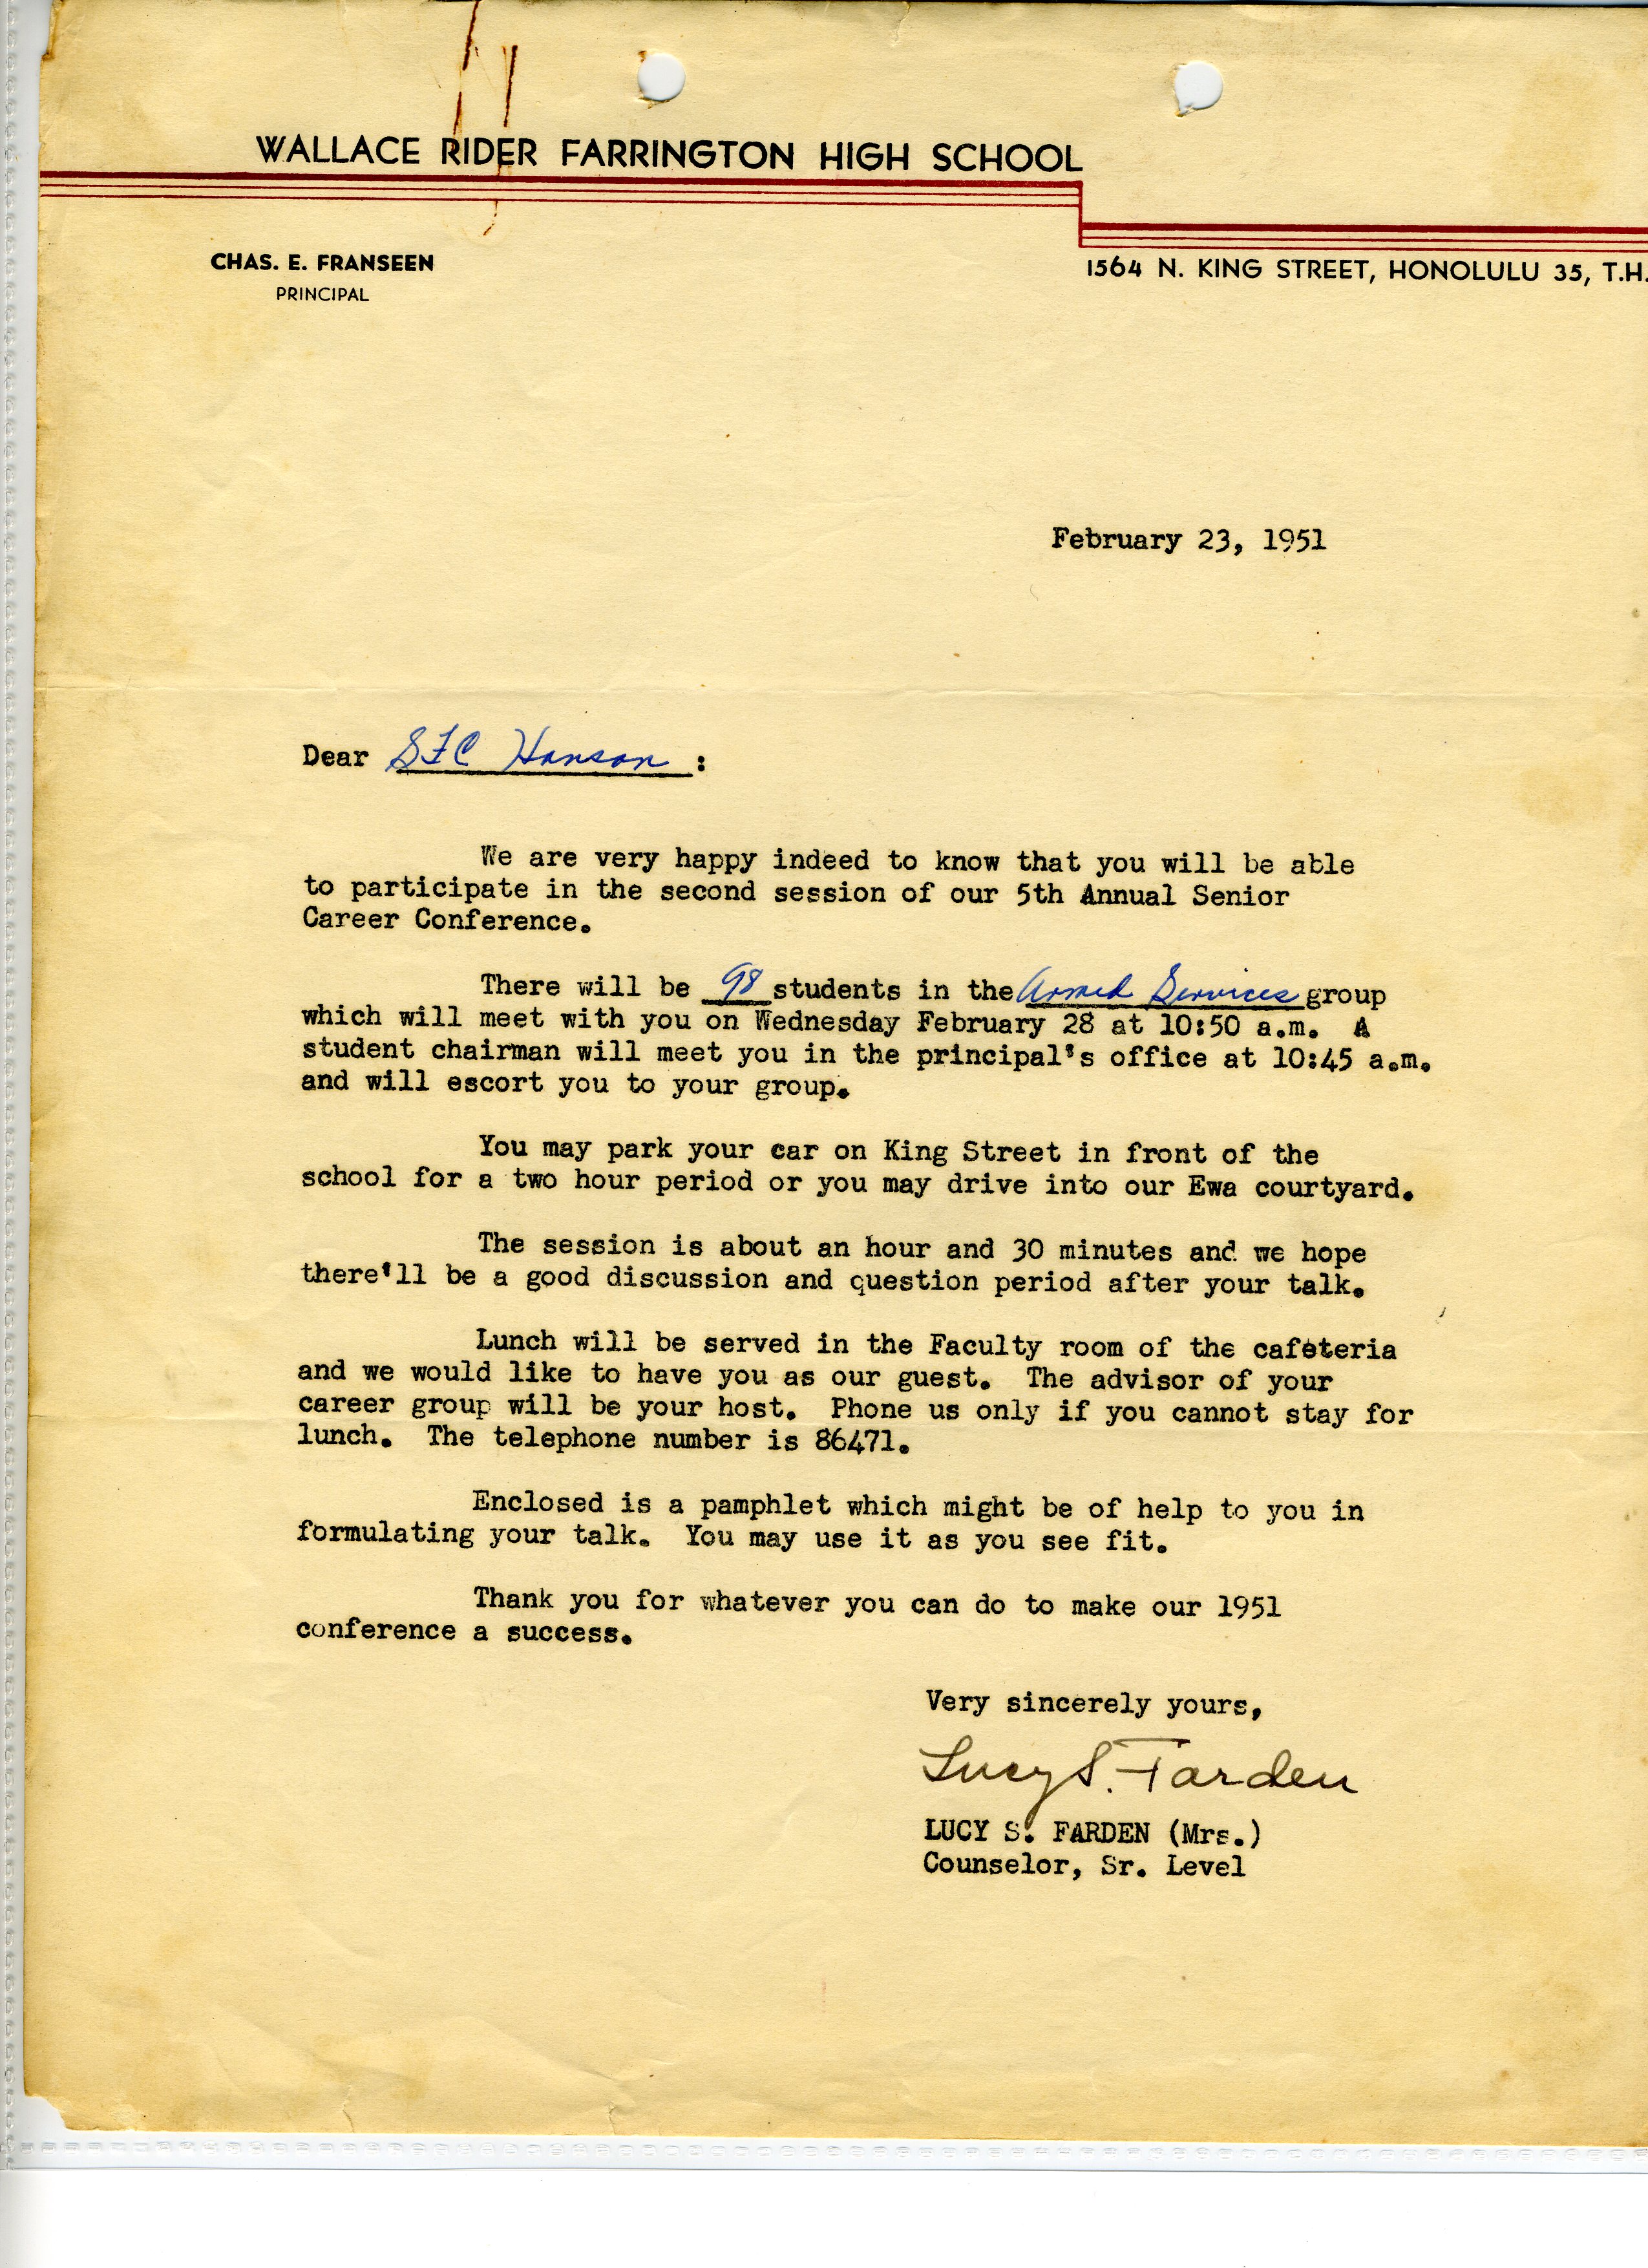 WALLACE RIDER FARRINGTON HIGH SCHOOL
CHAS. E. FRANSEEN
PRINCIPAL
1564 N. KING STREET, HONOLULU 35, T.H.
February 23, 1951
Dear SFC Hanson :
We are very happy indeed to know that you will be able
to participate in the second session of our 5th Annual Senior
Career Conference.
There will be 98 students in the Armed Services group
which will meet with you on Wednesday February 28 at 10:50 a.m. A
student chairman will meet you in the principal's office at 10:45 a.m.
and will escort you to your group.
You may park your car on King Street in front of the
school for a two hour period or you may drive into our Ewa courtyard.
The session is about an hour and 30 minutes and we hope
there'll be a good discussion and question period after your talk.
Lunch will be served in the Faculty room of the cafeteria
and we would like to have you as our guest. The advisor of your
career group will be your host. Phone us only if you cannot stay for
lunch. The telephone number is 86471.
Enclosed is a pamphlet which might be of help to you in
formulating your talk. You may use it as you see fit.
Thank you for whatever you can do to make our 1951
conference a success.
Very sincerely yours,
Lucy S. Farden
LUCY S. FARDEN (Mrs.)
Counselor, Sr. Level